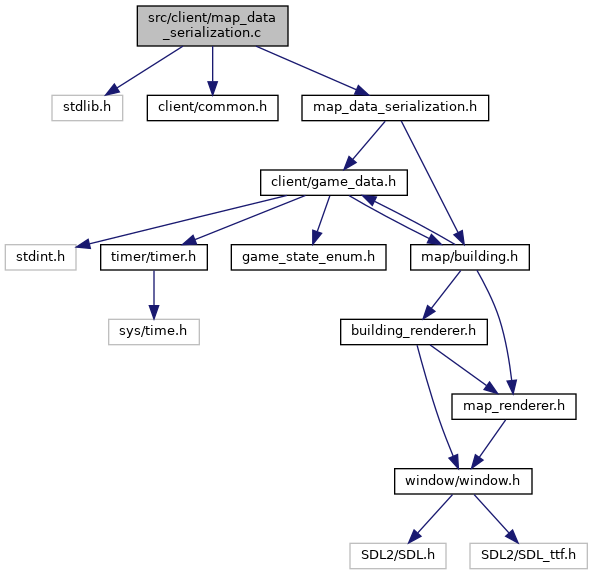 src/client/map_data
_serialization.c
stdlib.h
client/common.h
map_data_serialization.h
client/game_data.h
stdint.h
timer/timer.h
game_state_enum.h
map/building.h
sys/time.h
building_renderer.h
map_renderer.h
window/window.h
SDL2/SDL.h
SDL2/SDL_ttf.h